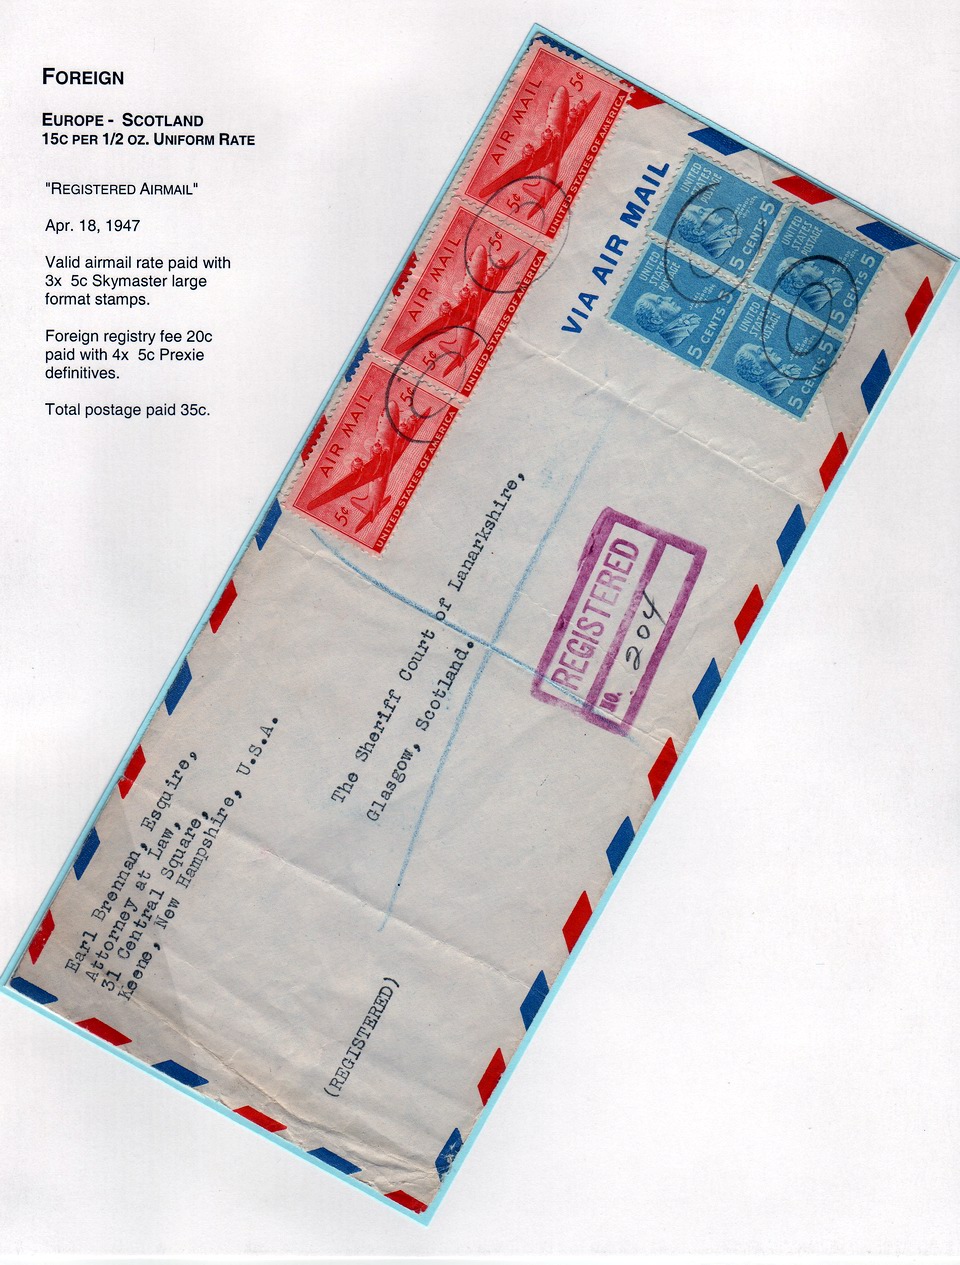 FOREIGN
EUROPE - SCOTLAND
15C PER 1/2 OZ. UNIFORM RATE
"REGISTERED AIRMAIL"
Apr. 18, 1947
Valid airmail rate paid with
3x 5c Skymaster large
format stamps.
Foreign registry fee 20c
paid with 4x 5c Prexie
definitives.
Total postage paid 35c.
AIR MAIL
5¢
5¢
UNITED STATES OF AMERICA
AIR MAIL
5¢
5¢
UNITED STATES OF AMERICA
AIR MAIL
5¢
5¢
UNITED STATES OF AMERICA
VIA AIR MAIL
UNITED
STATES
POSTAGE
5 CENTS 5
UNITED
STATES
POSTAGE
5
UNITED
STATES
POSTAGE
5 CENTS 5
UNITED
STATES
POSTAGE
5 CENTS 5
Earl Brennan, Esquire,
Attorney at Law,
31 Central Square,
Keene, New Hampshire, U.S.A.
The Sheriff Court of Lanarkshire,
Glasgow, Scotland.
REGISTERED
NO. 204
(REGISTERED)